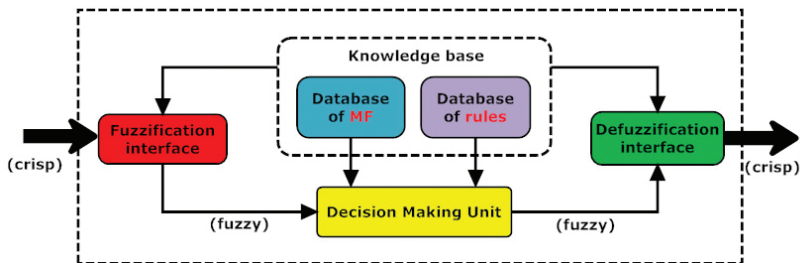 Knowledge base
Database
of MF
Database
of rules
Fuzzification
interface
Defuzzification
interface
(crisp)
(crisp)
Decision Making Unit
(fuzzy)
(fuzzy)